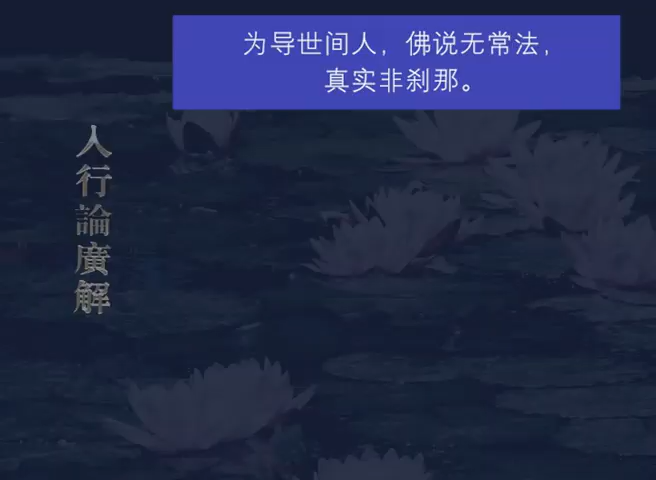 为导世间人，佛说无常法，
真实非刹那。
人行論廣解